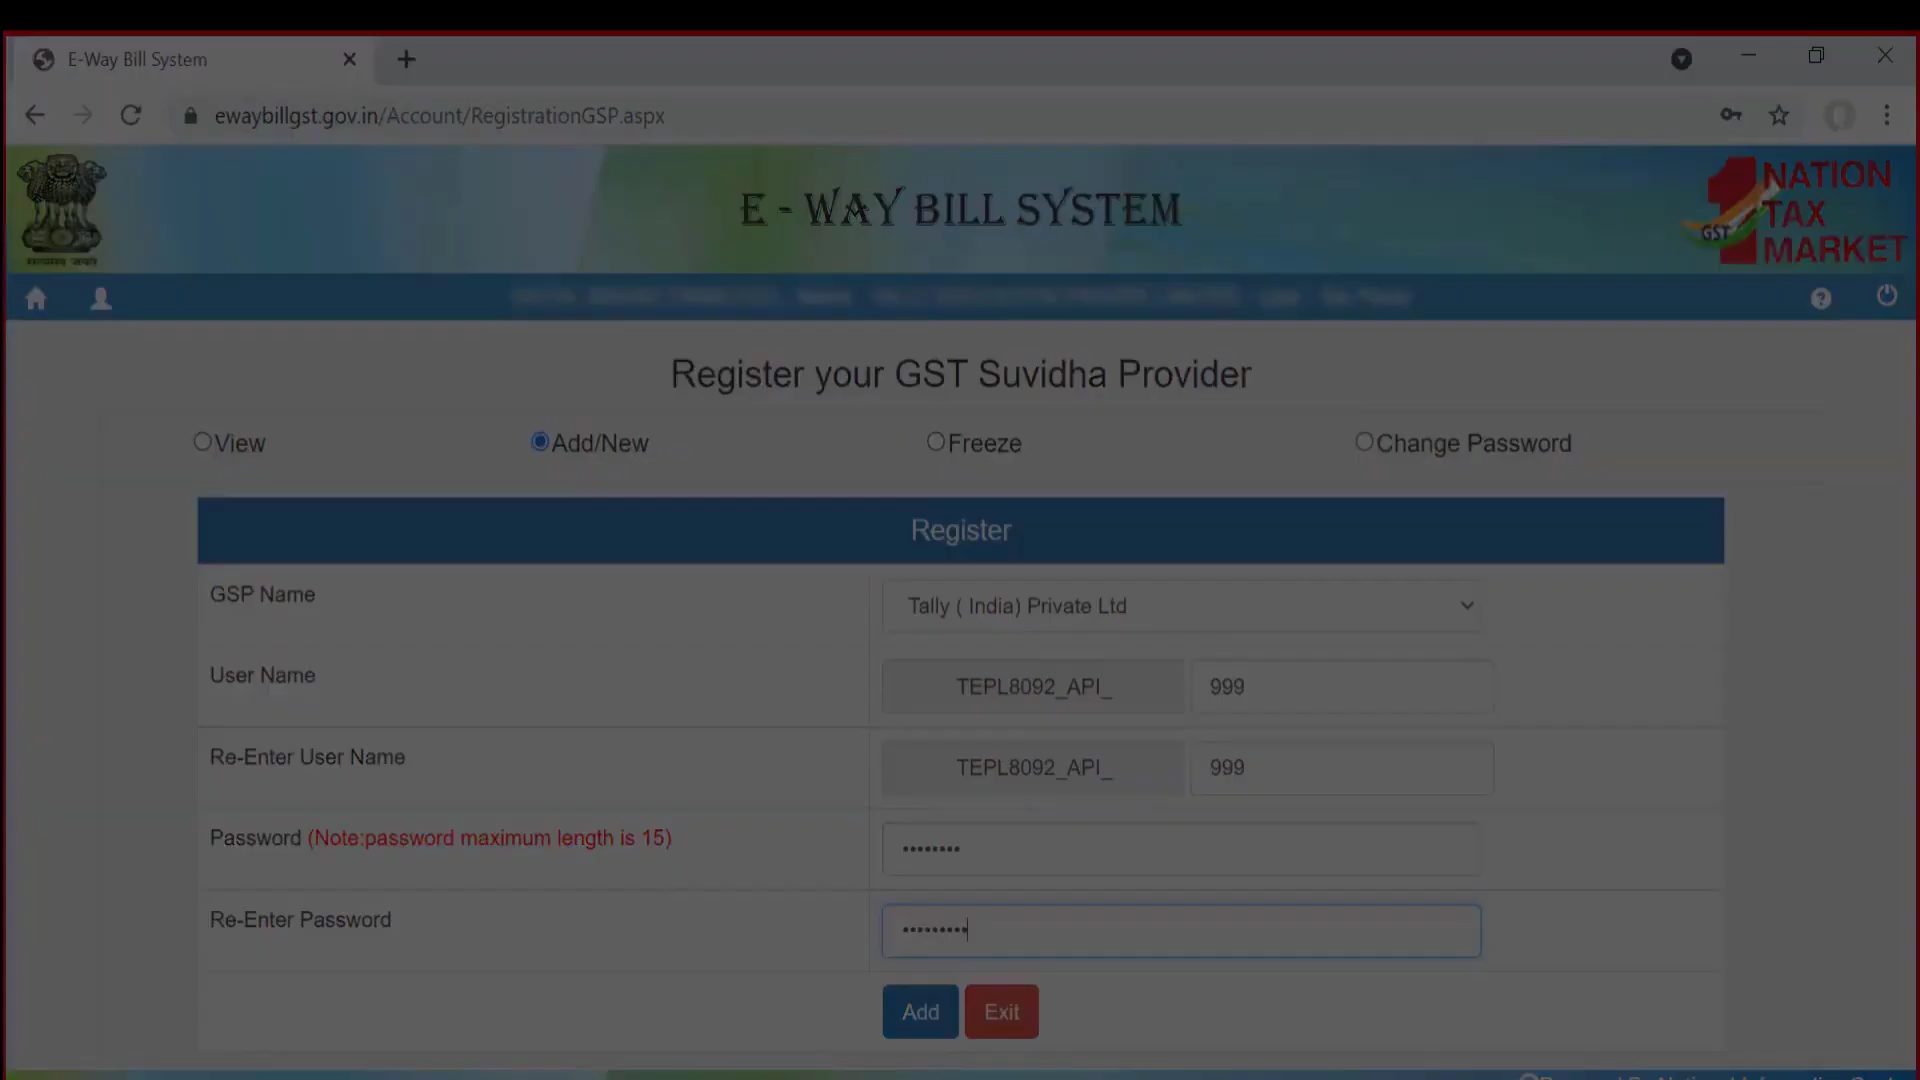 E-Way Bill System
ewaybillgst.gov.in/Account/RegistrationGSP.aspx
E - WAY BILL SYSTEM
NATION
TAX
MARKET
GST
Register your GST Suvidha Provider
View
Add/New
Freeze
Change Password
Register
GSP Name
Tally ( India) Private Ltd
User Name
TEPL8092_API_
999
Re-Enter User Name
TEPL8092_API_
999
Password (Note:password maximum length is 15)
••••••••
Re-Enter Password
•••••••••
Add
Exit